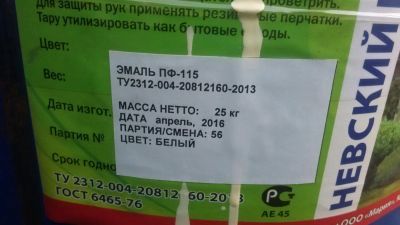 для защиты рук применять резиновые перчатки.
Тару утилизировать как бытовые отходы.
Цвет:
Вес:
Дата изгот.
Партия №
Срок годно
ЭМАЛЬ ПФ-115
ТУ2312-004-20812160-2013
МАССА НЕТТО: 25 кг
ДАТА апрель, 2016
ПАРТИЯ/СМЕНА: 56
ЦВЕТ: БЕЛЫЙ
ТУ 2312-004-20812160-2013
ГОСТ 6465-76
АЕ 45
НЕВСКИЙ
ООО «Мария»